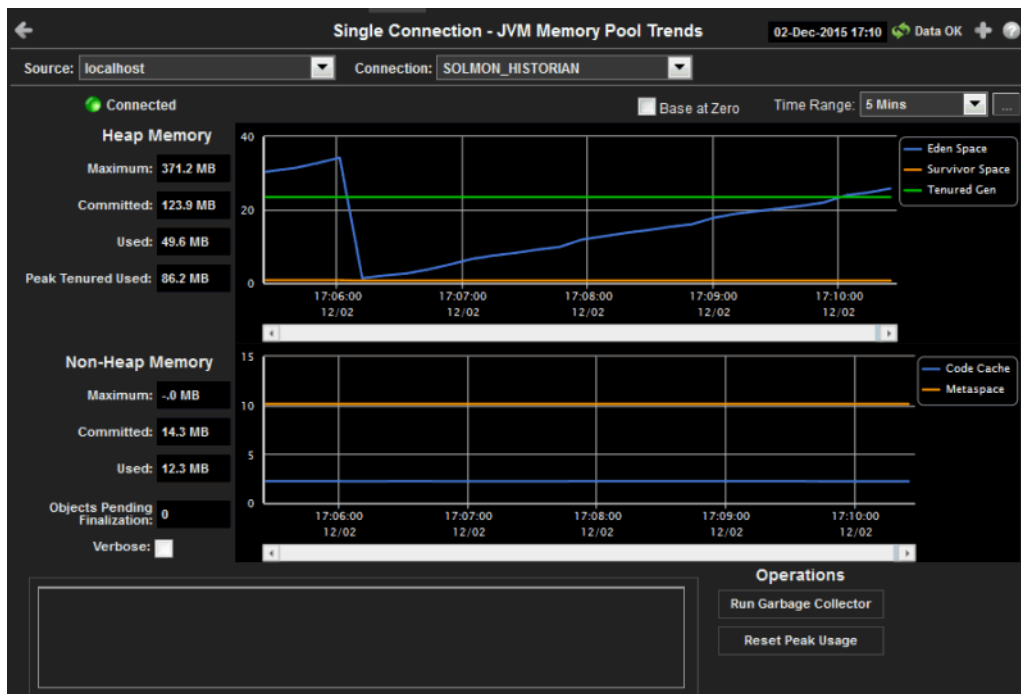 Single Connection - JVM Memory Pool Trends
02-Dec-2015 17:10 Data OK ?
Source: localhost Connection: SOLMON_HISTORIAN
Connected
Base at Zero Time Range: 5 Mins ...
Heap Memory
Maximum: 371.2 MB
Committed: 123.9 MB
Used: 49.6 MB
Peak Tenured Used: 86.2 MB
40
20
0
17:06:00 17:07:00 17:08:00 17:09:00 17:10:00
12/02 12/02 12/02 12/02 12/02
Eden Space
Survivor Space
Tenured Gen
Non-Heap Memory
Maximum: -.0 MB
Committed: 14.3 MB
Used: 12.3 MB
Objects Pending
Finalization: 0
Verbose:
15
10
5
0
17:06:00 17:07:00 17:08:00 17:09:00 17:10:00
12/02 12/02 12/02 12/02 12/02
Code Cache
Metaspace
Operations
Run Garbage Collector
Reset Peak Usage